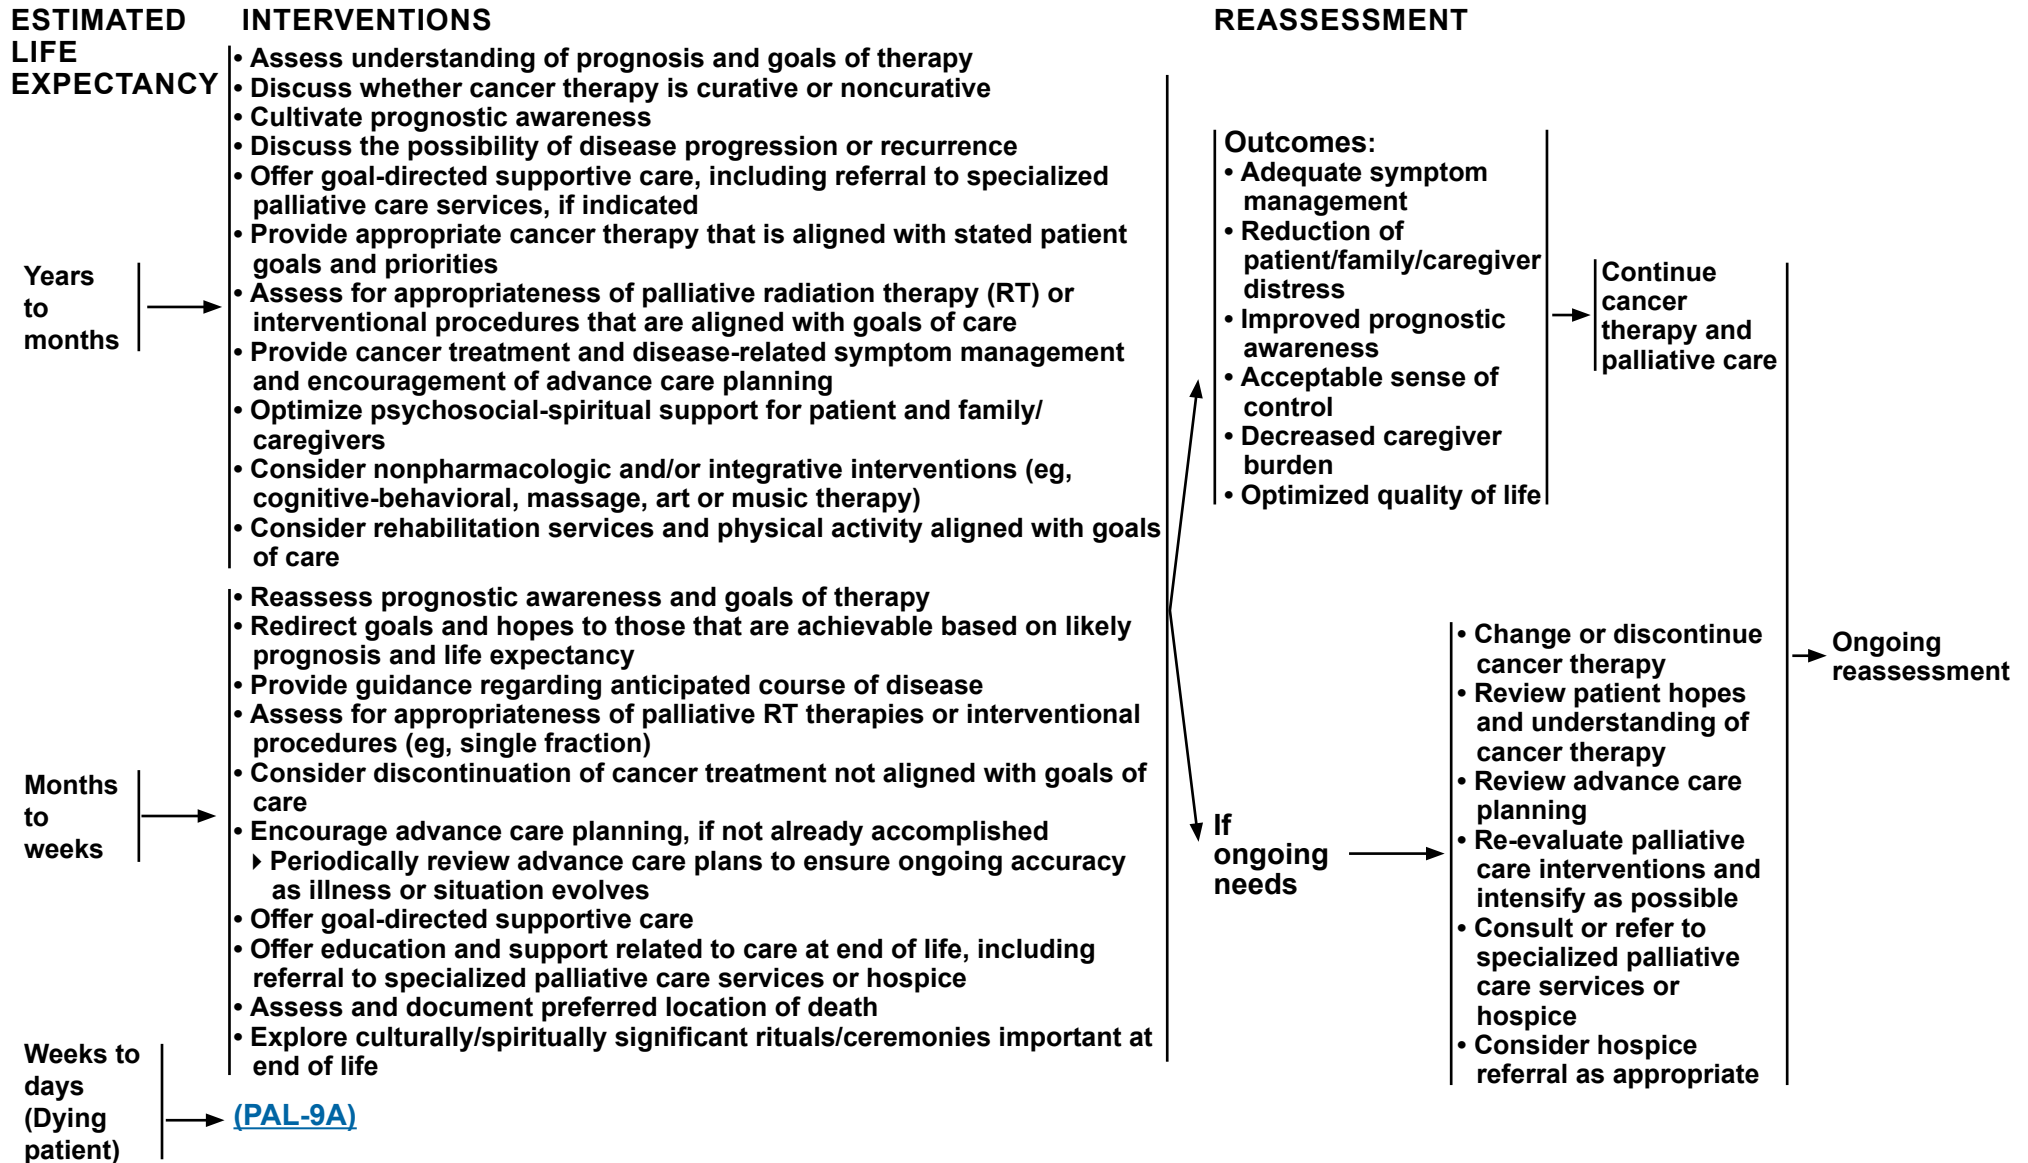 ESTIMATED
LIFE
EXPECTANCY
INTERVENTIONS
REASSESSMENT
Years
to
months
• Assess understanding of prognosis and goals of therapy
• Discuss whether cancer therapy is curative or noncurative
• Cultivate prognostic awareness
• Discuss the possibility of disease progression or recurrence
• Offer goal-directed supportive care, including referral to specialized
palliative care services, if indicated
• Provide appropriate cancer therapy that is aligned with stated patient
goals and priorities
• Assess for appropriateness of palliative radiation therapy (RT) or
interventional procedures that are aligned with goals of care
• Provide cancer treatment and disease-related symptom management
and encouragement of advance care planning
• Optimize psychosocial-spiritual support for patient and family/
caregivers
• Consider nonpharmacologic and/or integrative interventions (eg,
cognitive-behavioral, massage, art or music therapy)
• Consider rehabilitation services and physical activity aligned with goals
of care
Months
to
weeks
• Reassess prognostic awareness and goals of therapy
• Redirect goals and hopes to those that are achievable based on likely
prognosis and life expectancy
• Provide guidance regarding anticipated course of disease
• Assess for appropriateness of palliative RT therapies or interventional
procedures (eg, single fraction)
• Consider discontinuation of cancer treatment not aligned with goals of
care
• Encourage advance care planning, if not already accomplished
Periodically review advance care plans to ensure ongoing accuracy
as illness or situation evolves
• Offer goal-directed supportive care
• Offer education and support related to care at end of life, including
referral to specialized palliative care services or hospice
• Assess and document preferred location of death
• Explore culturally/spiritually significant rituals/ceremonies important at
end of life
Weeks to
days
(Dying
patient)
(PAL-9A)
Outcomes:
• Adequate symptom
management
• Reduction of
patient/family/caregiver
distress
• Improved prognostic
awareness
• Acceptable sense of
control
• Decreased caregiver
burden
• Optimized quality of life
Continue
cancer
therapy and
palliative care
If
ongoing
needs
• Change or discontinue
cancer therapy
• Review patient hopes
and understanding of
cancer therapy
• Review advance care
planning
• Re-evaluate palliative
care interventions and
intensify as possible
• Consult or refer to
specialized palliative
care services or
hospice
• Consider hospice
referral as appropriate
Ongoing
reassessment